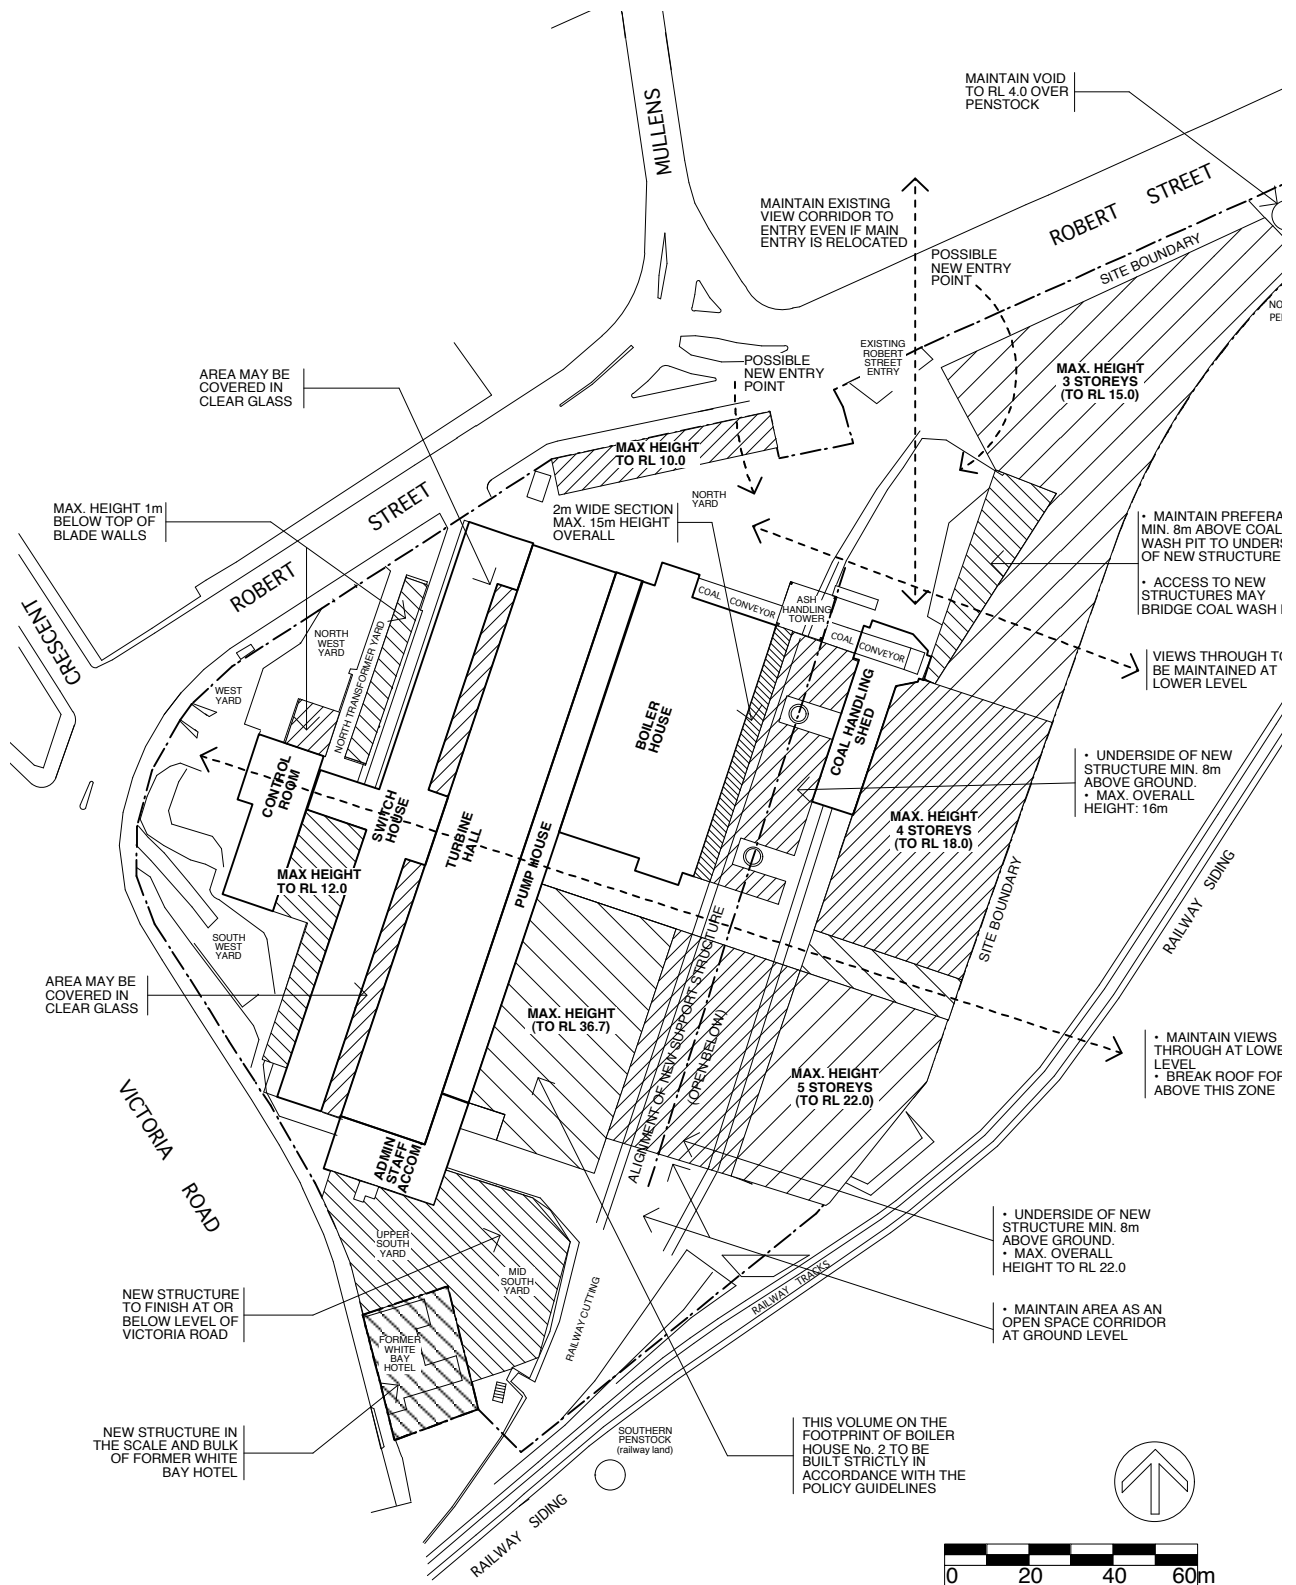 MULLENS
MAINTAIN VOID
TO RL 4.0 OVER
PENSTOCK
MAINTAIN EXISTING
VIEW CORRIDOR TO
ENTRY EVEN IF MAIN
ENTRY IS RELOCATED
ROBERT STREET
SITE BOUNDARY
POSSIBLE
NEW ENTRY
POINT
EXISTING
ROBERT
STREET
ENTRY
POSSIBLE
NEW ENTRY
POINT
MAX. HEIGHT
3 STOREYS
(TO RL 15.0)
AREA MAY BE
COVERED IN
CLEAR GLASS
MAX HEIGHT
TO RL 10.0
NORTH
YARD
MAX. HEIGHT 1m
BELOW TOP OF
BLADE WALLS
2m WIDE SECTION
MAX. 15m HEIGHT
OVERALL
ROBERT STREET
CRESCENT
• MAINTAIN PREFERA
MIN. 8m ABOVE COAL
WASH PIT TO UNDERS
OF NEW STRUCTURE
• ACCESS TO NEW
STRUCTURES MAY
BRIDGE COAL WASH
COAL CONVEYOR
ASH
HANDLING
TOWER
COAL CONVEYOR
NORTH
WEST
YARD
NORTH TRANSFORMER YARD
WEST
YARD
VIEWS THROUGH TO
BE MAINTAINED AT
LOWER LEVEL
BOILER
HOUSE
COAL HANDLING
SHED
CONTROL
ROOM
SWITCH
HOUSE
TURBINE
HALL
PUMP HOUSE
• UNDERSIDE OF NEW
STRUCTURE MIN. 8m
ABOVE GROUND.
• MAX. OVERALL
HEIGHT: 16m
MAX. HEIGHT
4 STOREYS
(TO RL 18.0)
MAX HEIGHT
TO RL 12.0
SITE BOUNDARY
RAILWAY SIDING
SOUTH
WEST
YARD
AREA MAY BE
COVERED IN
CLEAR GLASS
MAX. HEIGHT
(TO RL 36.7)
ALIGNMENT OF NEW SUPPORT STRUCTURE
(OPEN BELOW)
MAX. HEIGHT
5 STOREYS
(TO RL 22.0)
• MAINTAIN VIEWS
THROUGH AT LOWE
LEVEL
• BREAK ROOF FOR
ABOVE THIS ZONE
VICTORIA ROAD
ADMIN
STAFF
ACCOM
UPPER
SOUTH
YARD
MID
SOUTH
YARD
• UNDERSIDE OF NEW
STRUCTURE MIN. 8m
ABOVE GROUND.
• MAX. OVERALL
HEIGHT TO RL 22.0
NEW STRUCTURE
TO FINISH AT OR
BELOW LEVEL OF
VICTORIA ROAD
RAILWAY TRACKS
RAILWAY CUTTING
• MAINTAIN AREA AS AN
OPEN SPACE CORRIDOR
AT GROUND LEVEL
FORMER
WHITE
BAY
HOTEL
NEW STRUCTURE IN
THE SCALE AND BULK
OF FORMER WHITE
BAY HOTEL
SOUTHERN
PENSTOCK
(railway land)
THIS VOLUME ON THE
FOOTPRINT OF BOILER
HOUSE No. 2 TO BE
BUILT STRICTLY IN
ACCORDANCE WITH THE
POLICY GUIDELINES
RAILWAY SIDING
0 20 40 60m